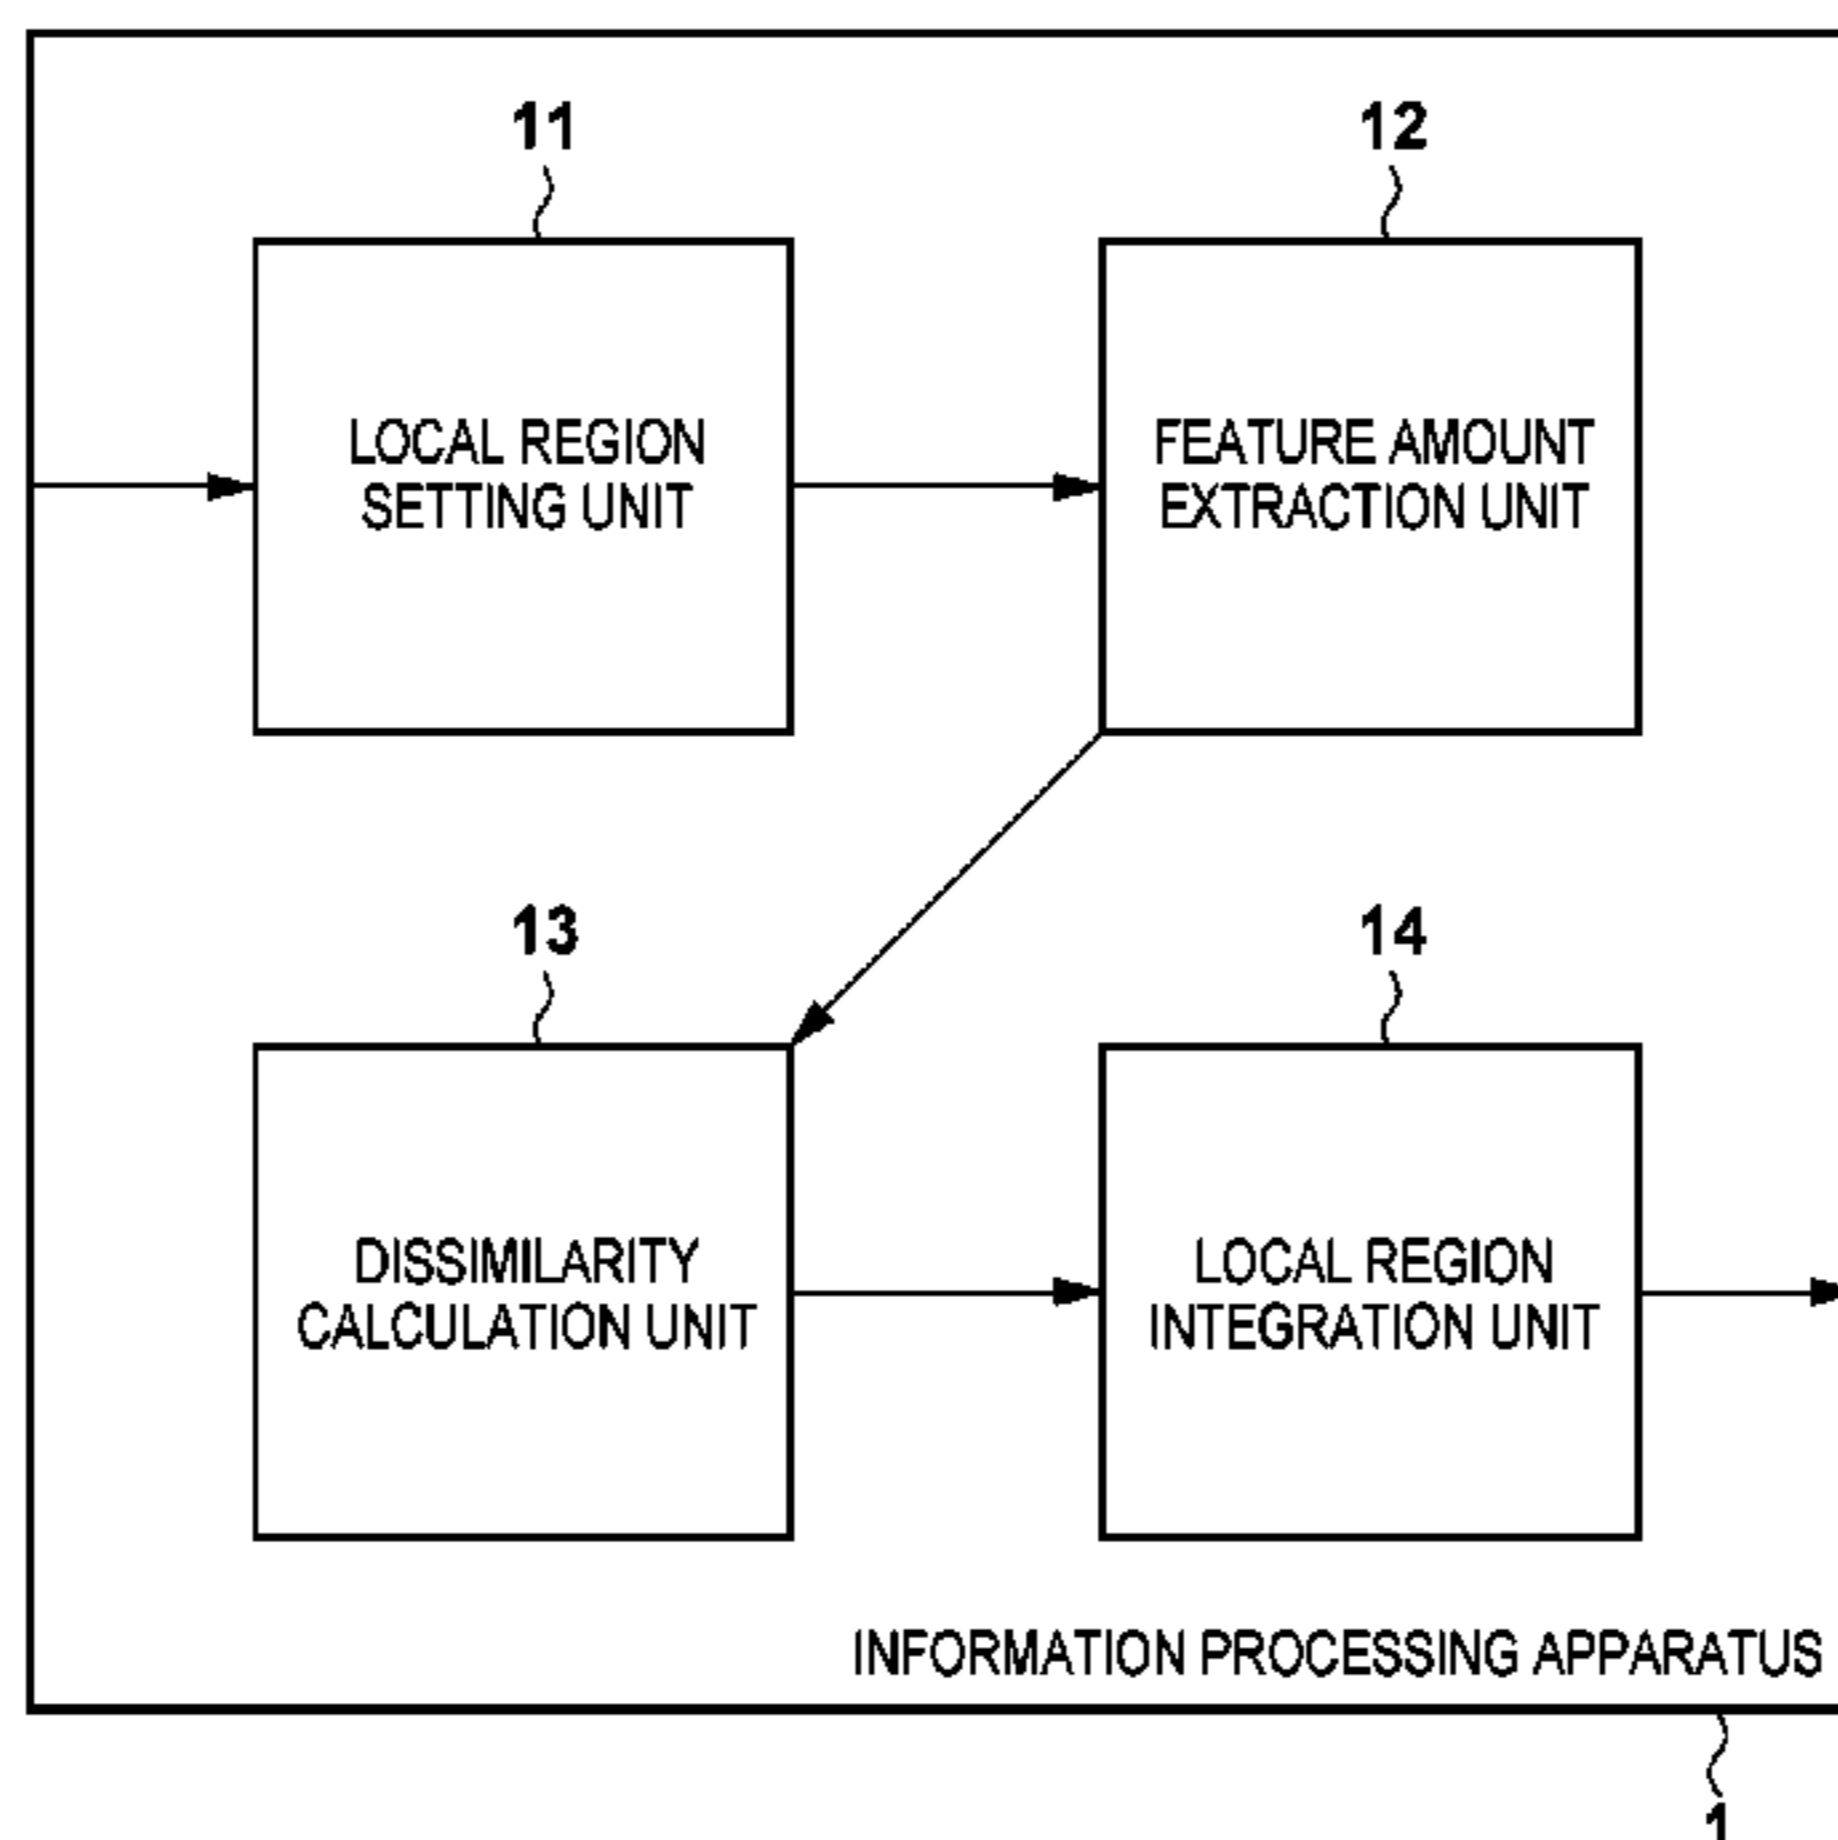 11
12
LOCAL REGION
SETTING UNIT
FEATURE AMOUNT
EXTRACTION UNIT
13
14
DISSIMILARITY
CALCULATION UNIT
LOCAL REGION
INTEGRATION UNIT
INFORMATION PROCESSING APPARATUS
1